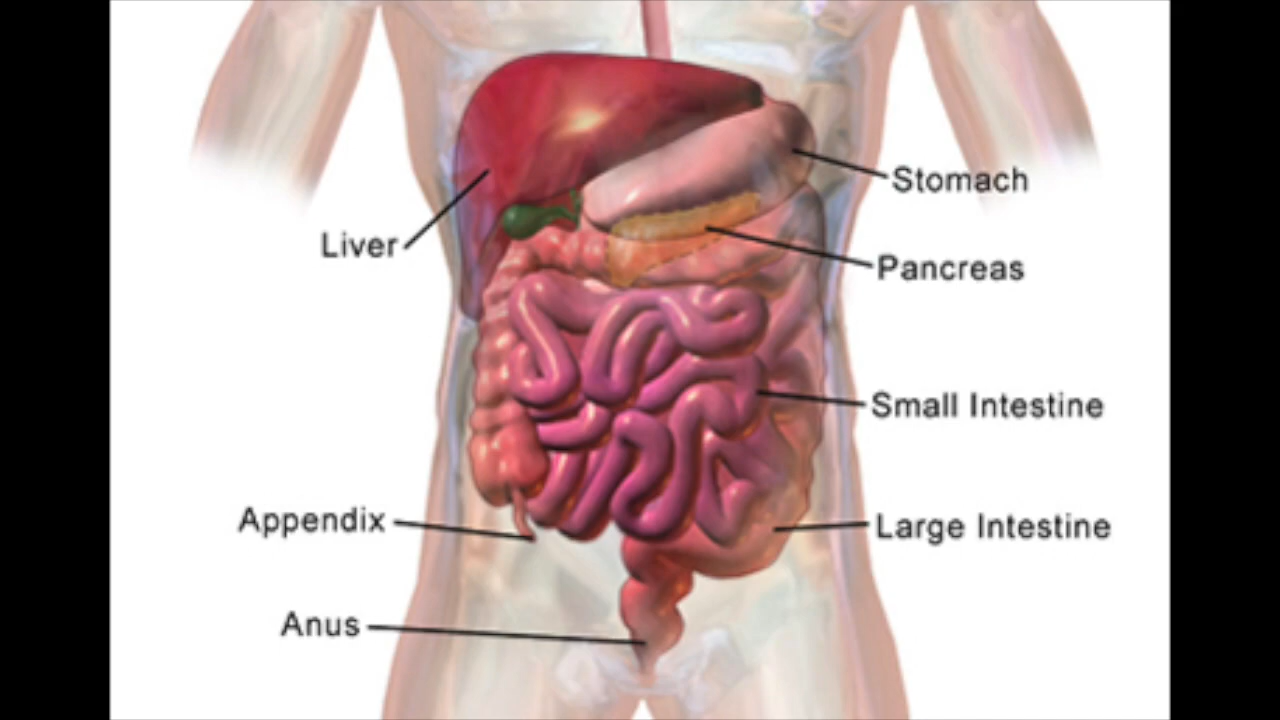 Stomach
Liver
Pancreas
Small Intestine
Appendix
Large Intestine
Anus